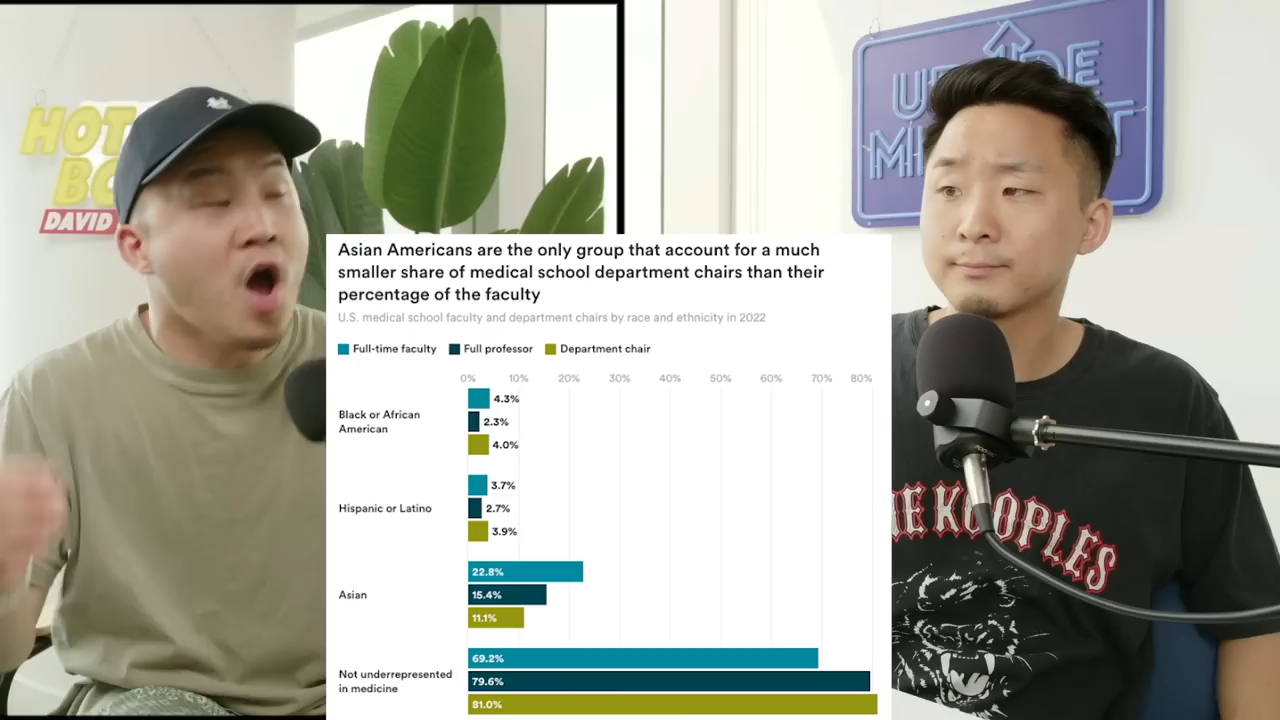 HOT
BO
DAVID
UPSIDE
Asian Americans are the only group that account for a much
smaller share of medical school department chairs than their
percentage of the faculty
U.S. medical school faculty and department chairs by race and ethnicity in 2022
Full-time faculty Full professor Department chair
0% 10% 20% 30% 40% 50% 60% 70% 80%
Black or African
American
4.3%
2.3%
4.0%
Hispanic or Latino
3.7%
2.7%
3.9%
Asian
22.8%
15.4%
11.1%
Not underrepresented
in medicine
69.2%
79.6%
81.0%
THE KOOPLES